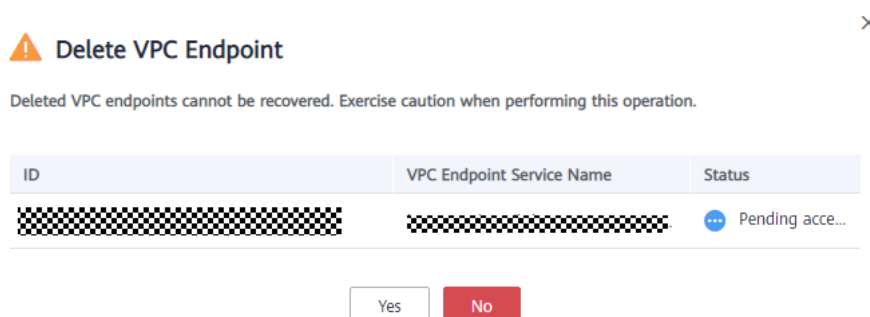 Delete VPC Endpoint
Deleted VPC endpoints cannot be recovered. Exercise caution when performing this operation.
ID VPC Endpoint Service Name Status
Pending acce...
Yes No